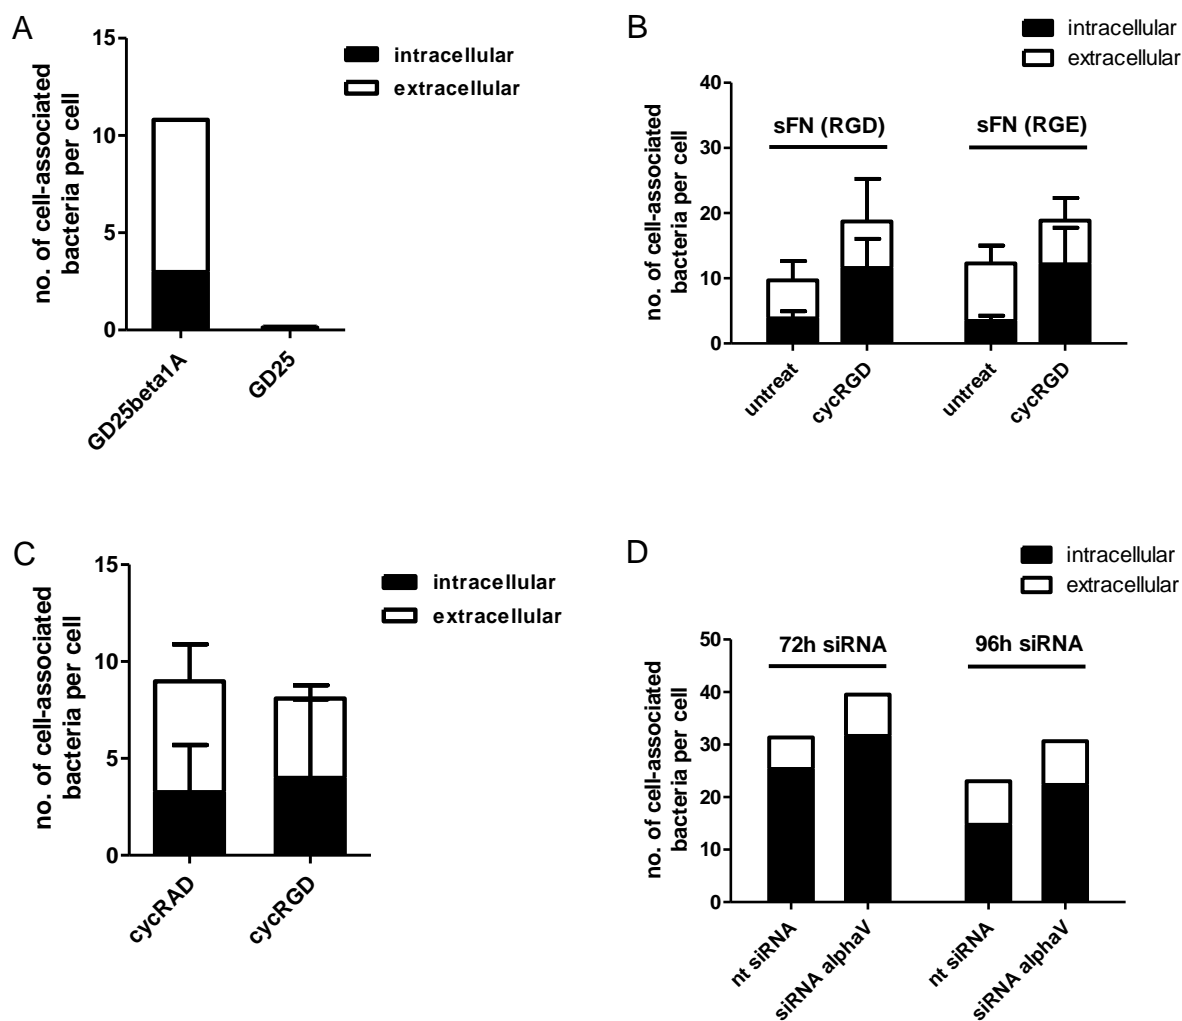 A
no. of cell-associated
bacteria per cell
15
10
5
0
intracellular
extracellular
GD25beta1A
GD25
B
intracellular
extracellular
no. of cell-associated
bacteria per cell
40
30
20
10
0
sFN (RGD)
sFN (RGE)
untreat
cycRGD
untreat
cycRGD
C
no. of cell-associated
bacteria per cell
15
10
5
0
intracellular
extracellular
cycRAD
cycRGD
D
intracellular
extracellular
no. of cell-associated
bacteria per cell
50
40
30
20
10
0
72h siRNA
96h siRNA
nt siRNA
siRNA alphaV
nt siRNA
siRNA alphaV